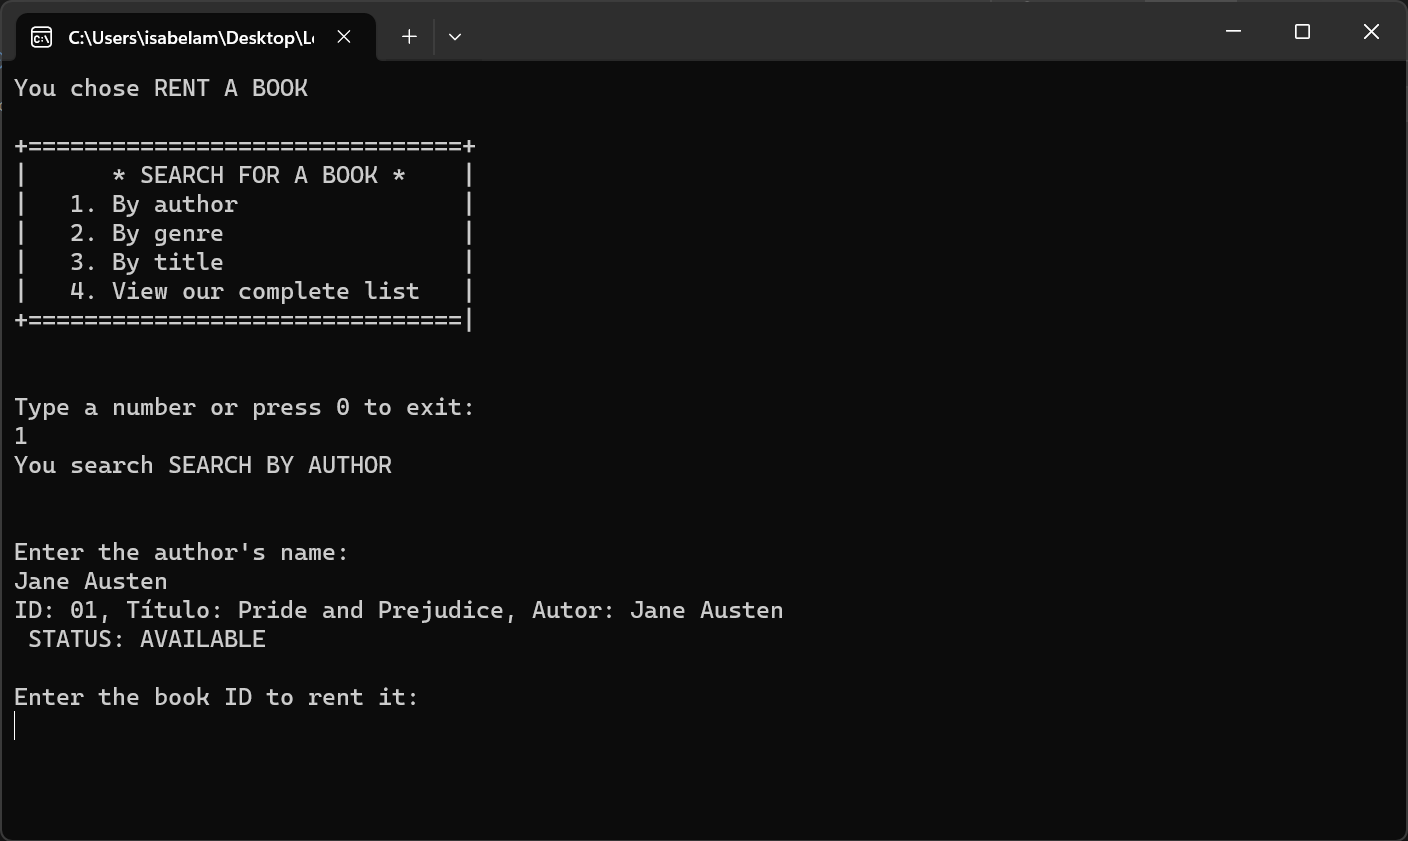 C:\Users\isabelam\Desktop\L
You chose RENT A BOOK
+===============================+
|      * SEARCH FOR A BOOK *    |
|   1. By author                |
|   2. By genre                 |
|   3. By title                 |
|   4. View our complete list   |
+===============================|
Type a number or press 0 to exit:
1
You search SEARCH BY AUTHOR
Enter the author's name:
Jane Austen
ID: 01, Título: Pride and Prejudice, Autor: Jane Austen
 STATUS: AVAILABLE
Enter the book ID to rent it: